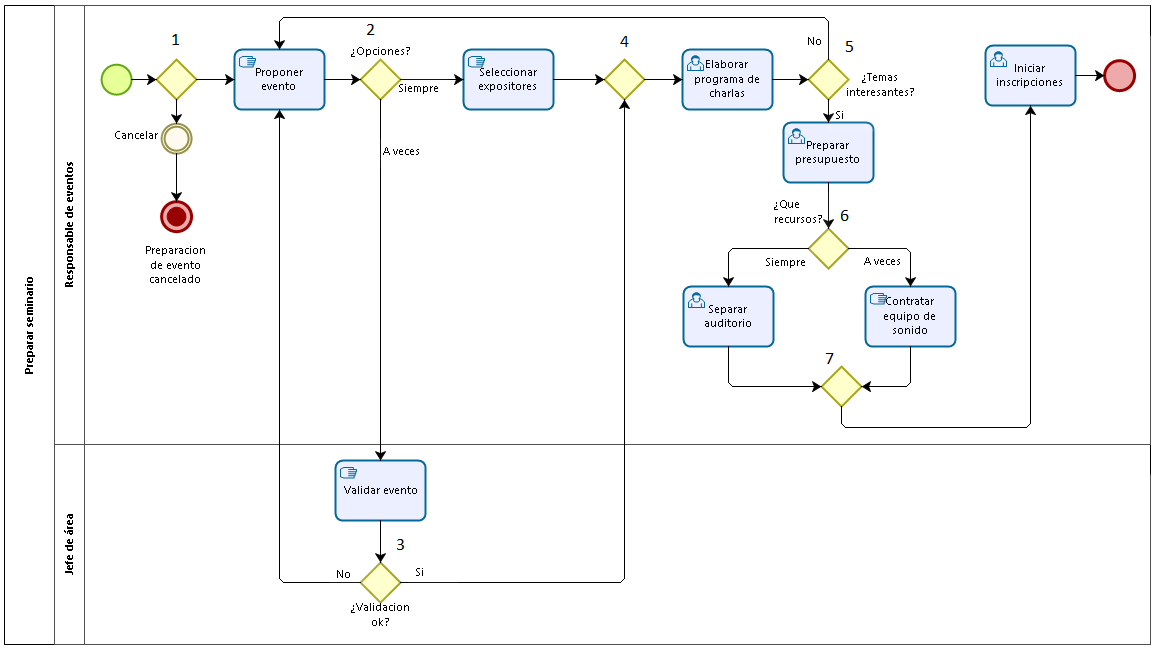 Preparar seminario
Responsable de eventos
Jefe de área
1
Cancelar
Preparacion
de evento
cancelado
Proponer
evento
2
¿Opciones?
Siempre
A veces
Seleccionar
expositores
4
Elaborar
programa de
charlas
No
5
¿Temas
interesantes?
Si
Preparar
presupuesto
¿Que
recursos?
6
Siempre
A veces
Separar
auditorio
Contratar
equipo de
sonido
7
Iniciar
inscripciones
Validar evento
3
No
Si
¿Validacion
ok?